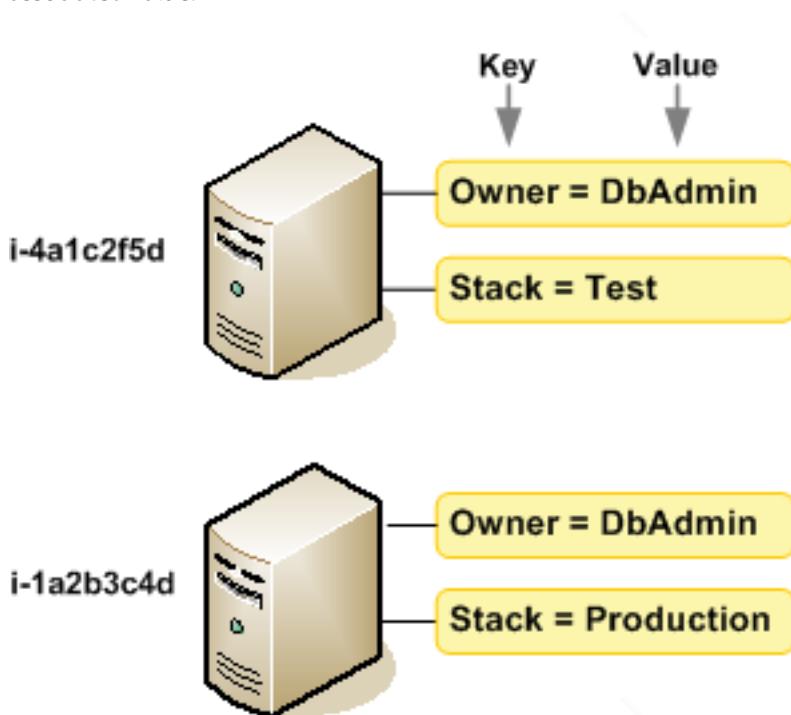 Key Value
Owner = DbAdmin
i-4a1c2f5d
Stack = Test
Owner = DbAdmin
i-1a2b3c4d
Stack = Production